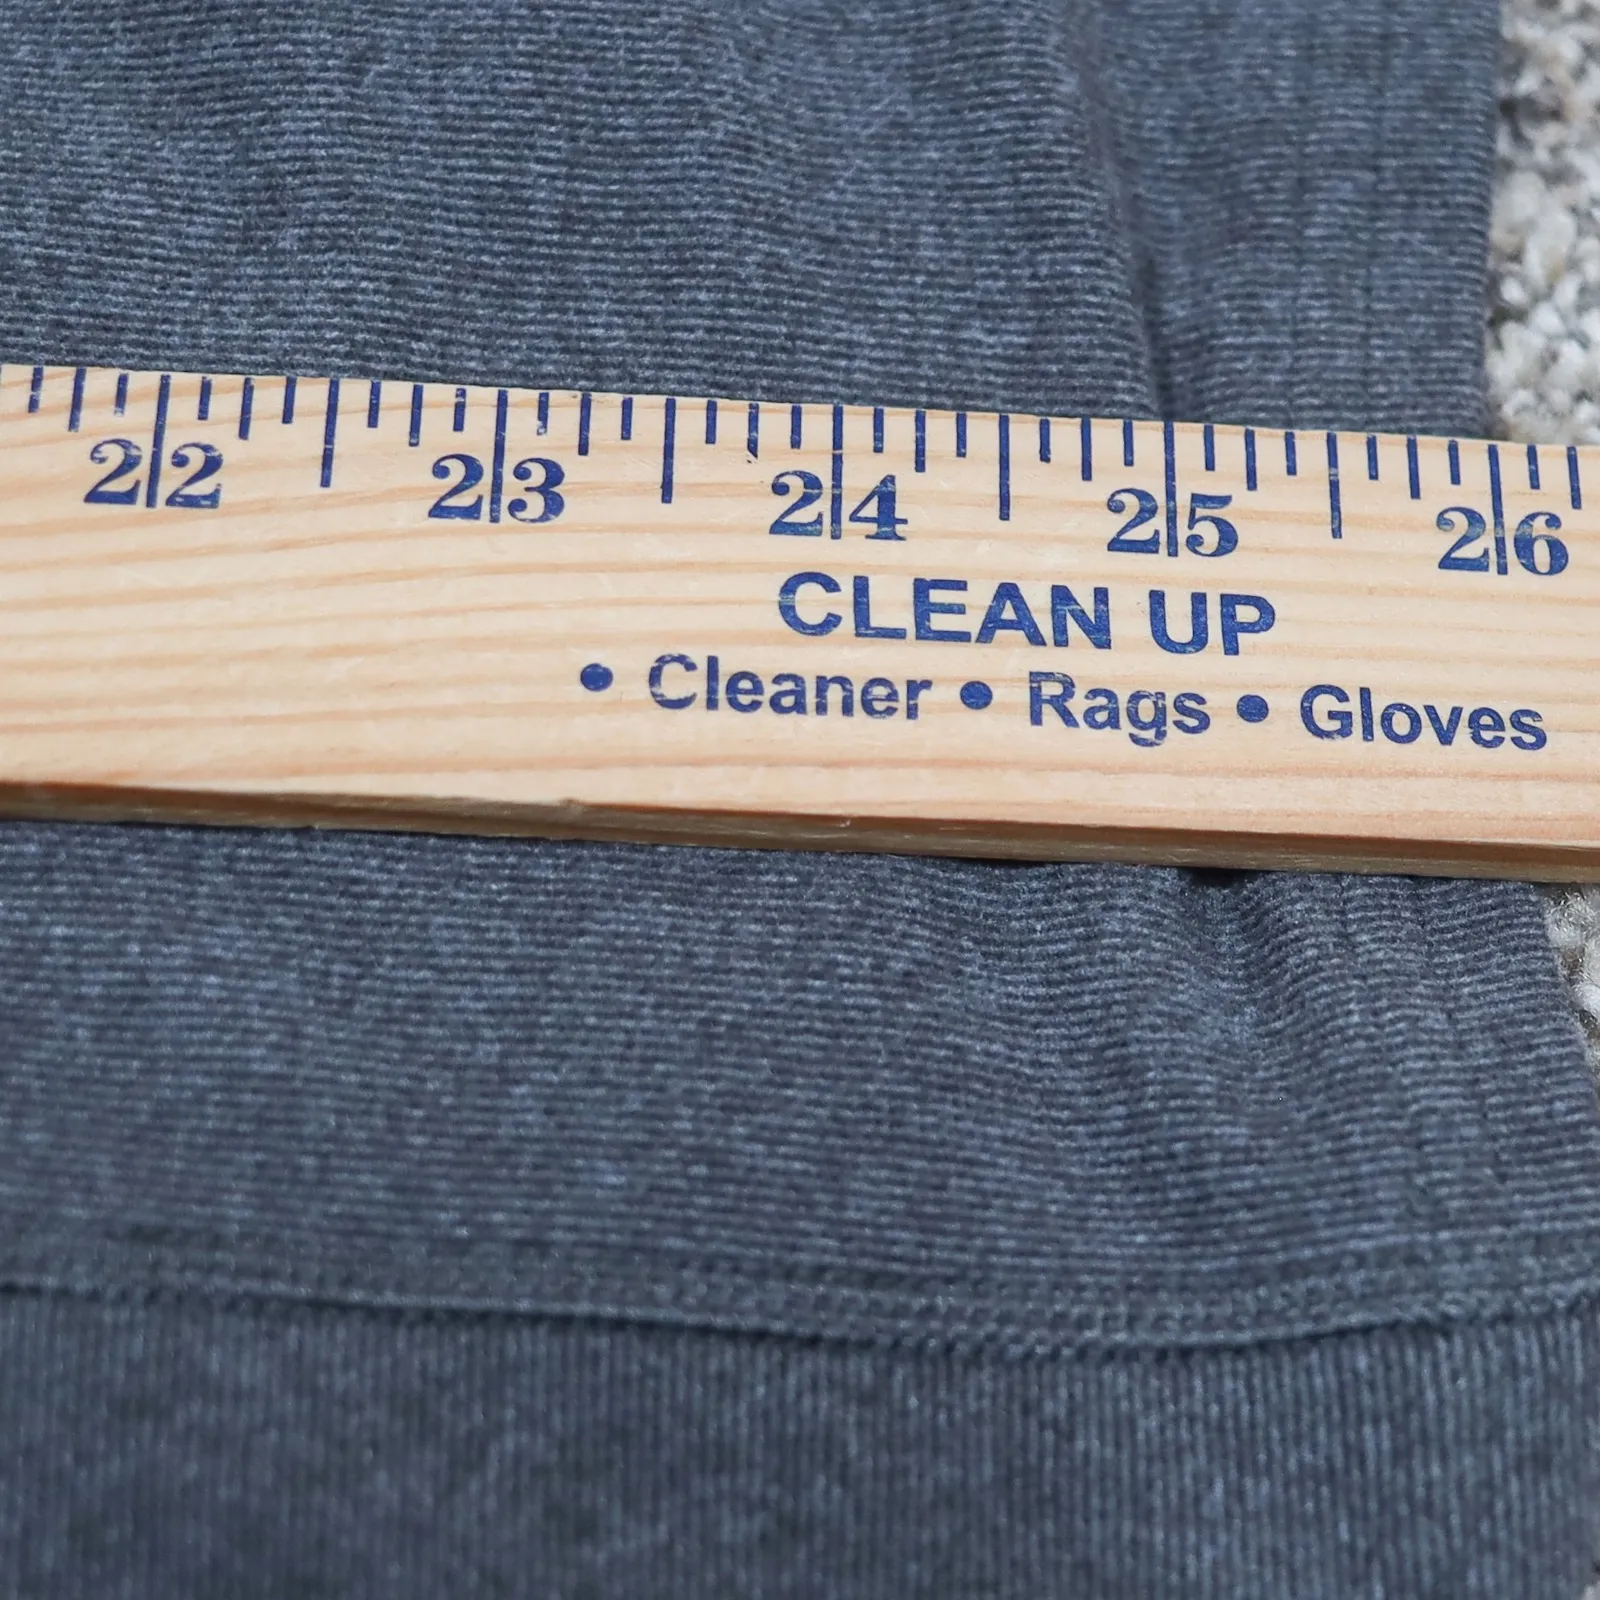 22 23 24 25 26
CLEAN UP
• Cleaner • Rags • Gloves